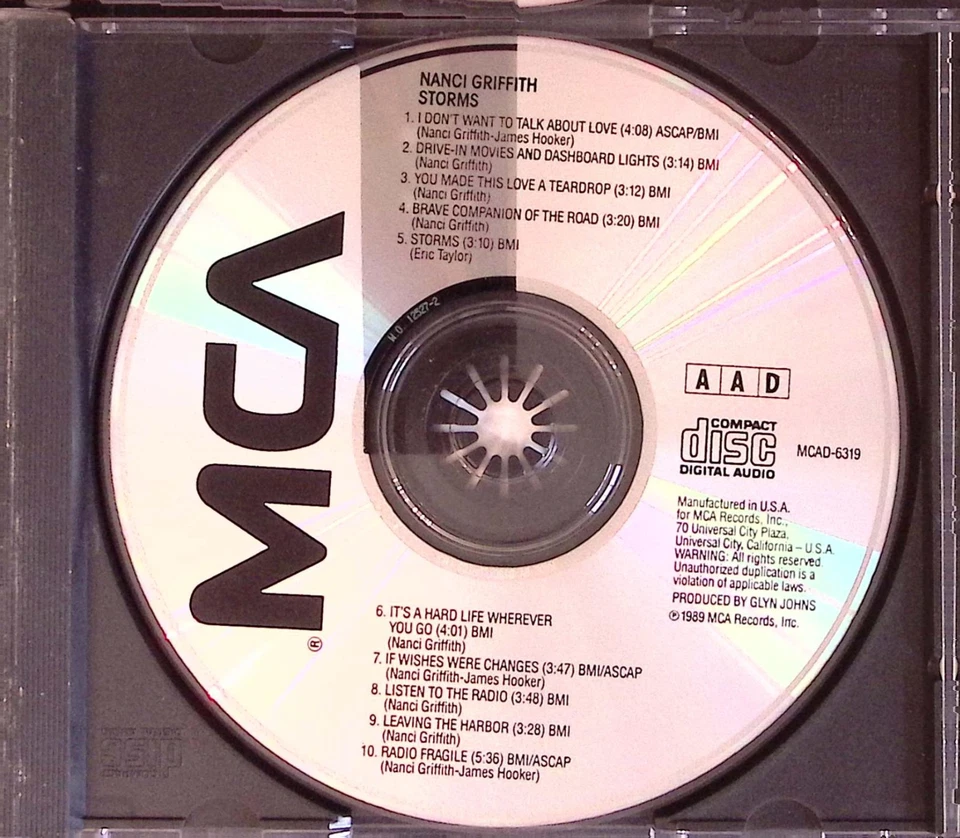 NANCI GRIFFITH
STORMS
1. I DON'T WANT TO TALK ABOUT LOVE (4:08) ASCAP/BMI
(Nanci Griffith-James Hooker)
2. DRIVE-IN MOVIES AND DASHBOARD LIGHTS (3:14) BMI
(Nanci Griffith)
3. YOU MADE THIS LOVE A TEARDROP (3:12) BMI
(Nanci Griffith)
4. BRAVE COMPANION OF THE ROAD (3:20) BMI
(Nanci Griffith)
5. STORMS (3:10) BMI
(Eric Taylor)
W.O. 12527-2
MCA®
AAD
COMPACT
disc
DIGITAL AUDIO
MCAD-6319
Manufactured in U.S.A.
for MCA Records, Inc.,
70 Universal City Plaza,
Universal City, California – U.S.A.
WARNING: All rights reserved.
Unauthorized duplication is a
violation of applicable laws.
PRODUCED BY GLYN JOHNS
℗1989 MCA Records, Inc.
6. IT'S A HARD LIFE WHEREVER
YOU GO (4:01) BMI
(Nanci Griffith)
7. IF WISHES WERE CHANGES (3:47) BMI/ASCAP
(Nanci Griffith-James Hooker)
8. LISTEN TO THE RADIO (3:48) BMI
(Nanci Griffith)
9. LEAVING THE HARBOR (3:28) BMI
(Nanci Griffith)
10. RADIO FRAGILE (5:36) BMI/ASCAP
(Nanci Griffith-James Hooker)